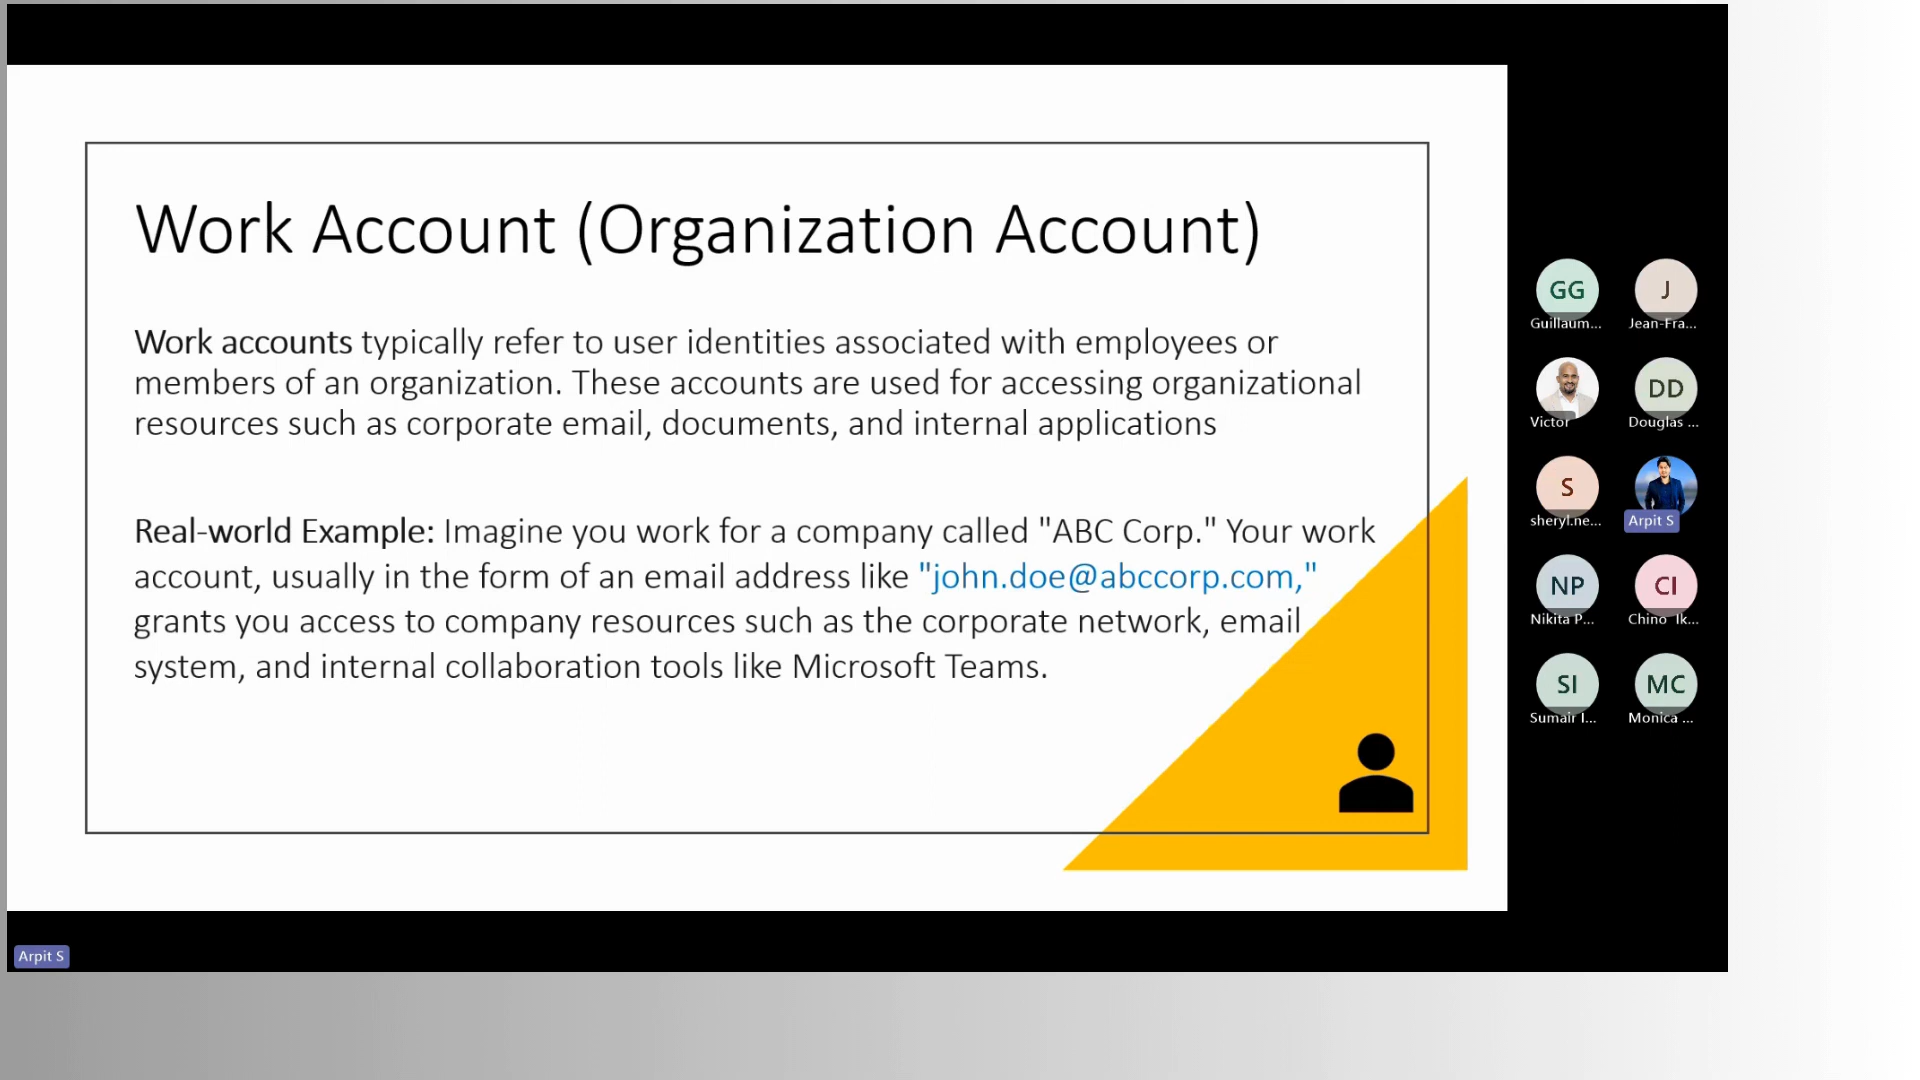 Work Account (Organization Account)
Work accounts typically refer to user identities associated with employees or
members of an organization. These accounts are used for accessing organizational
resources such as corporate email, documents, and internal applications
Real-world Example: Imagine you work for a company called "ABC Corp." Your work
account, usually in the form of an email address like "john.doe@abccorp.com,"
grants you access to company resources such as the corporate network, email
system, and internal collaboration tools like Microsoft Teams.
GG
Guillaum...
J
Jean-Fra...
Victor
DD
Douglas ...
S
sheryl.ne...
Arpit S
NP
Nikita P...
CI
Chino Ik...
SI
Sumair I...
MC
Monica ...
Arpit S